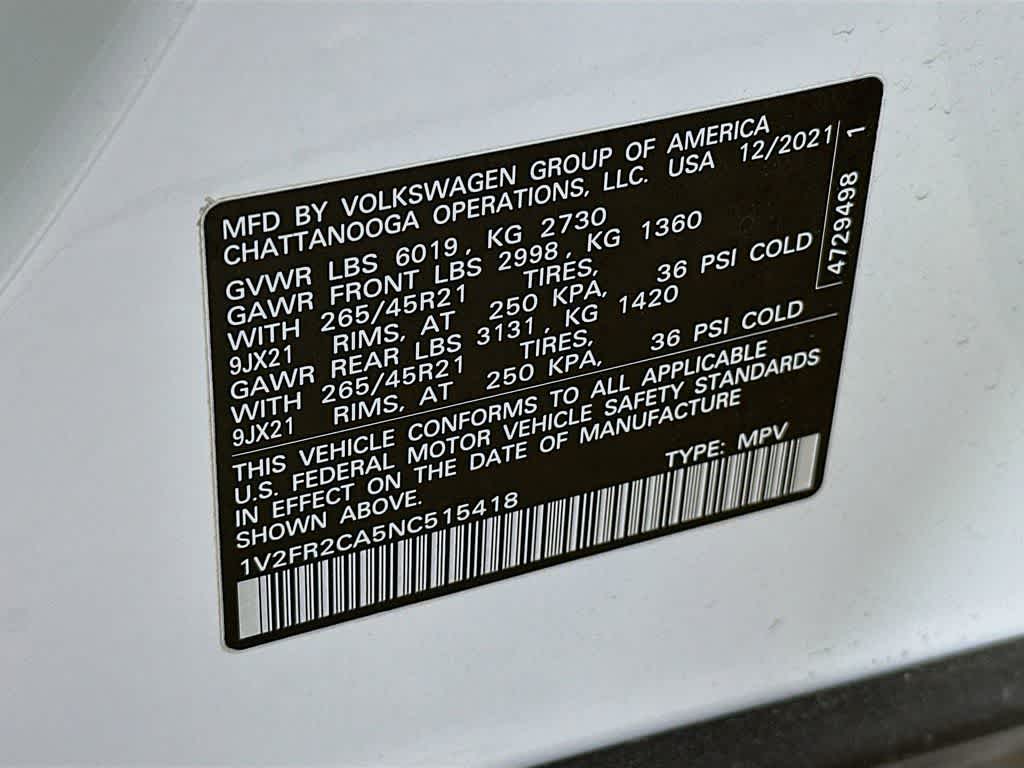 MFD BY VOLKSWAGEN GROUP OF AMERICA
CHATTANOOGA OPERATIONS, LLC. USA 12/2021
GVWR LBS 6019, KG 2730
GAWR FRONT LBS 2998, KG 1360
WITH 265/45R21 TIRES,
9JX21 RIMS, AT 250 KPA, 36 PSI COLD
GAWR REAR LBS 3131, KG 1420
WITH 265/45R21 TIRES,
9JX21 RIMS, AT 250 KPA, 36 PSI COLD
THIS VEHICLE CONFORMS TO ALL APPLICABLE
U.S. FEDERAL MOTOR VEHICLE SAFETY STANDARDS
IN EFFECT ON THE DATE OF MANUFACTURE
SHOWN ABOVE. TYPE: MPV
1V2FR2CA5NC515418
4729498 1